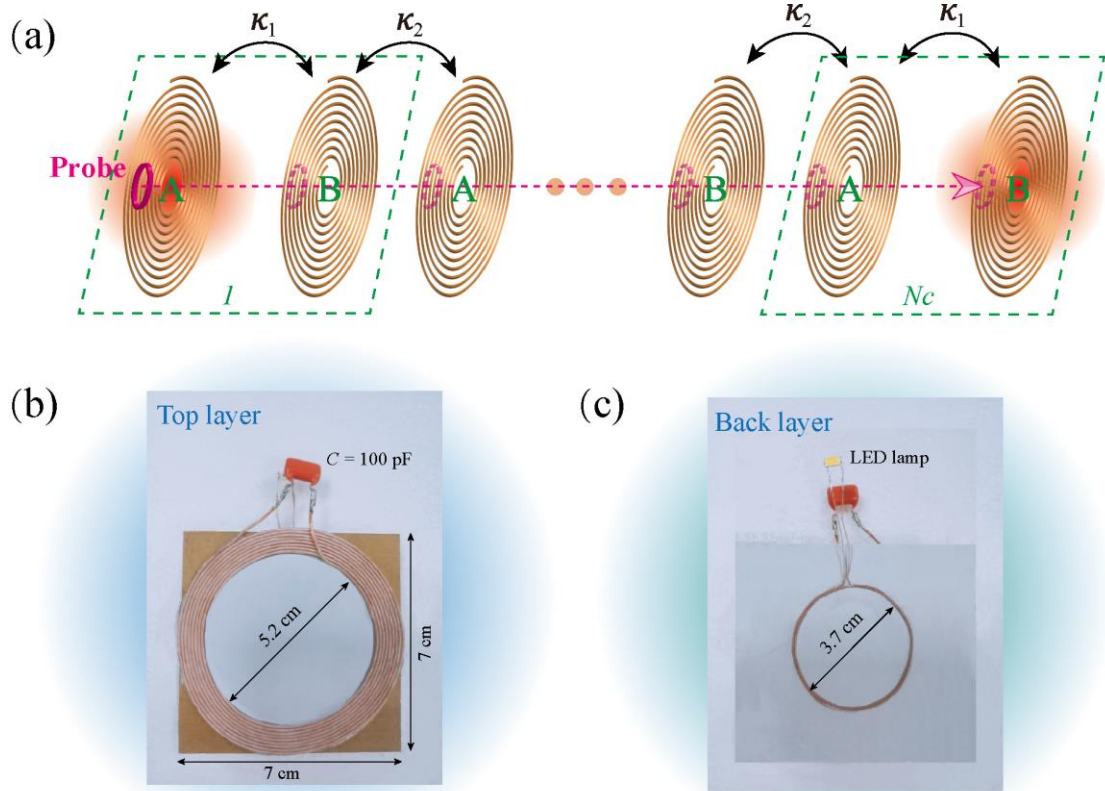 (a)
κ1 κ2 κ2 κ1
Probe A B A B A B
1 Nc
(b)
Top layer
C = 100 pF
5.2 cm
7 cm
7 cm
(c)
Back layer
LED lamp
3.7 cm